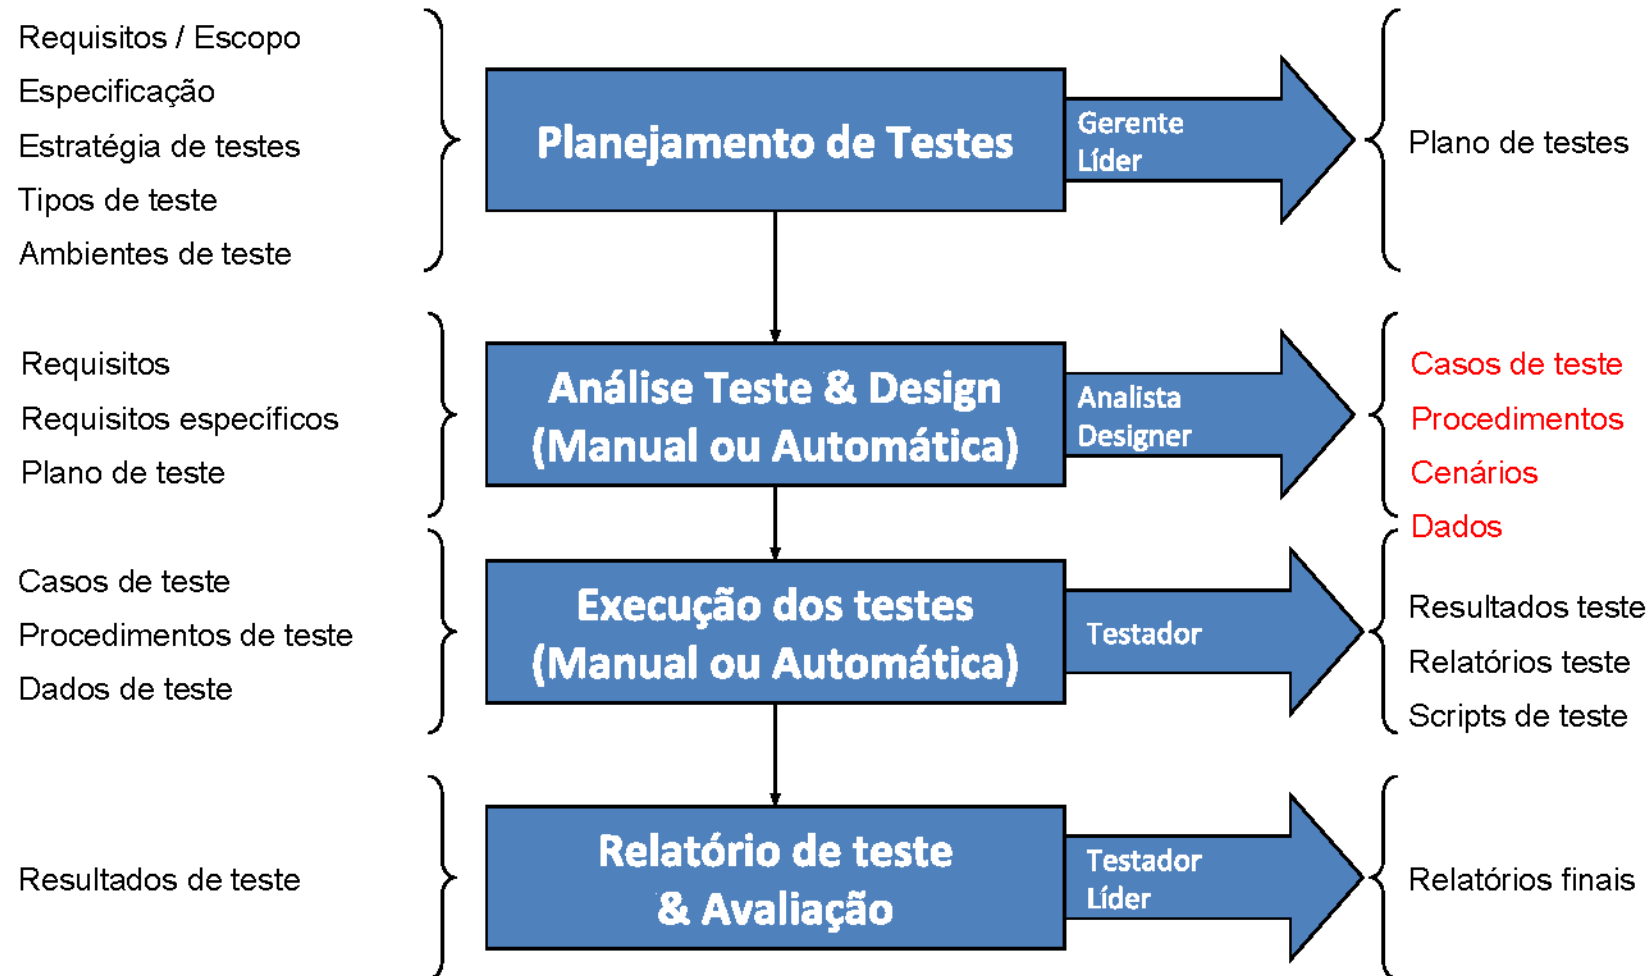 Requisitos / Escopo
Especificação
Estratégia de testes
Tipos de teste
Ambientes de teste
Planejamento de Testes
Gerente
Líder
Plano de testes
Requisitos
Requisitos específicos
Plano de teste
Análise Teste & Design
(Manual ou Automática)
Analista
Designer
Casos de teste
Procedimentos
Cenários
Dados
Casos de teste
Procedimentos de teste
Dados de teste
Execução dos testes
(Manual ou Automática)
Testador
Resultados teste
Relatórios teste
Scripts de teste
Resultados de teste
Relatório de teste
& Avaliação
Testador
Líder
Relatórios finais